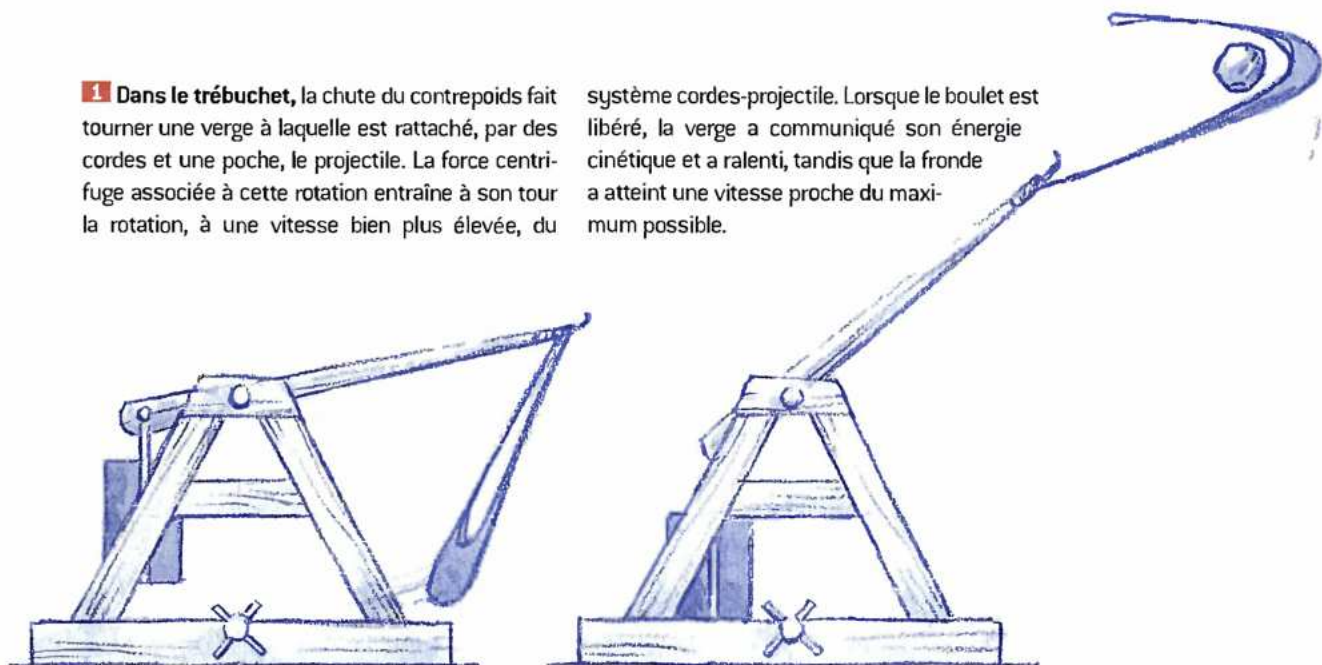 1 Dans le trébuchet, la chute du contrepoids fait
tourner une verge à laquelle est rattaché, par des
cordes et une poche, le projectile. La force centri-
fuge associée à cette rotation entraîne à son tour
la rotation, à une vitesse bien plus élevée, du
système cordes-projectile. Lorsque le boulet est
libéré, la verge a communiqué son énergie
cinétique et a ralenti, tandis que la fronde
a atteint une vitesse proche du maxi-
mum possible.